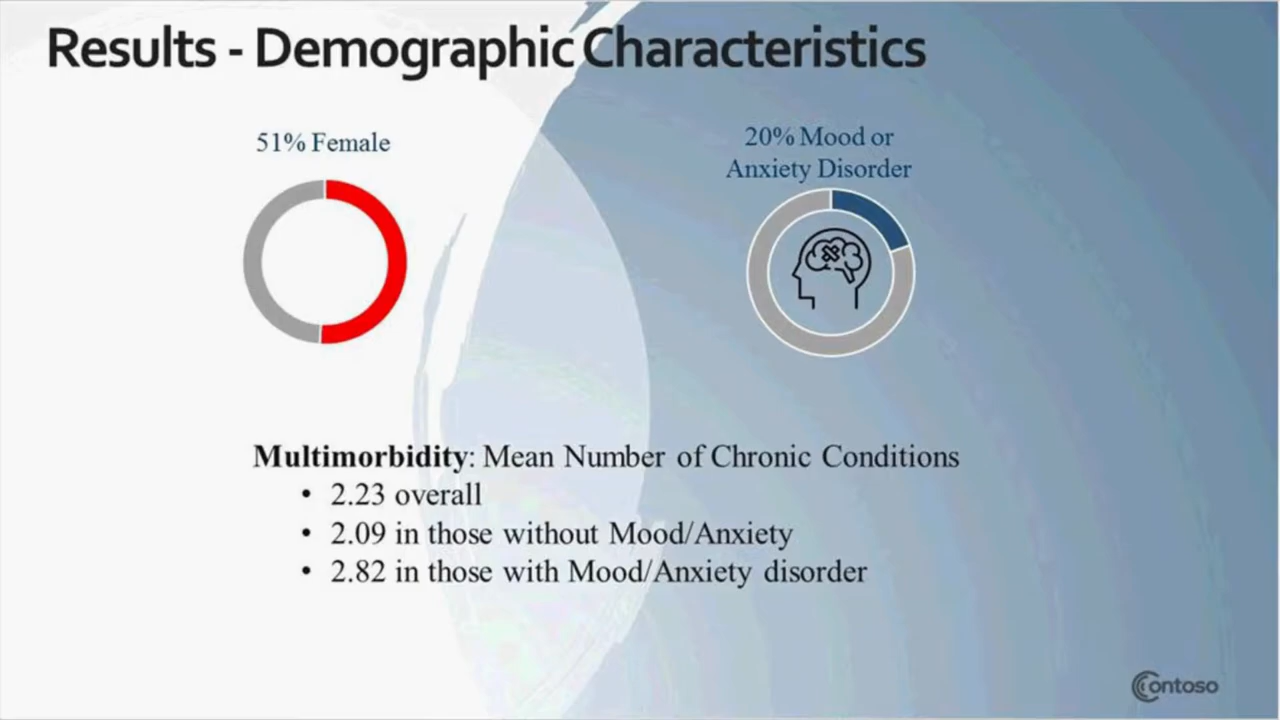 Results - Demographic Characteristics
51% Female
20% Mood or
Anxiety Disorder
Multimorbidity: Mean Number of Chronic Conditions
• 2.23 overall
• 2.09 in those without Mood/Anxiety
• 2.82 in those with Mood/Anxiety disorder
Contoso